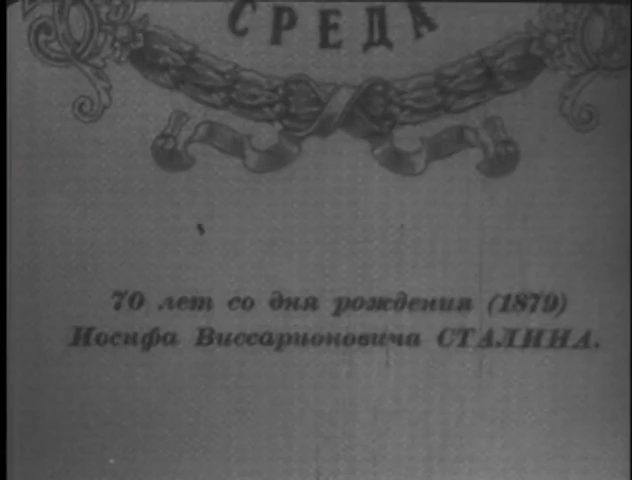 СРЕДА
70 лет со дня рождения (1879)
Иосифа Виссарионовича СТАЛИНА.